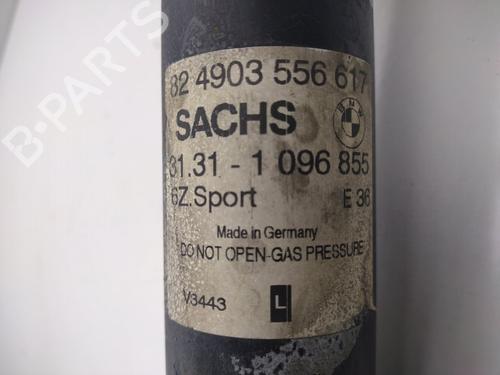 B-PARTS
82 4903 556 617
SACHS
BMW
31.31 - 1 096 855
6Z.Sport E 36
Made in Germany
DO NOT OPEN-GAS PRESSURE
V3443 L